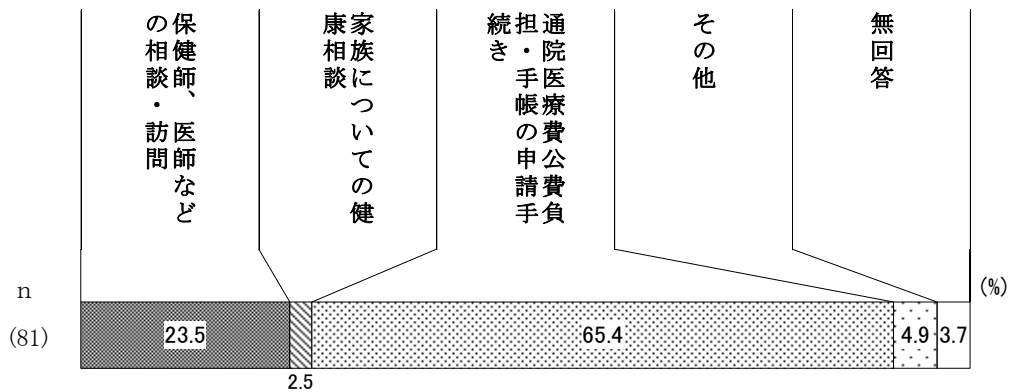 保健師、医師など
の相談・訪問
家族についての健
康相談
通院医療費公費負
担・手帳の申請手
続き
その他
無回答
(%)
n
(81)
23.5
2.5
65.4
4.9
3.7